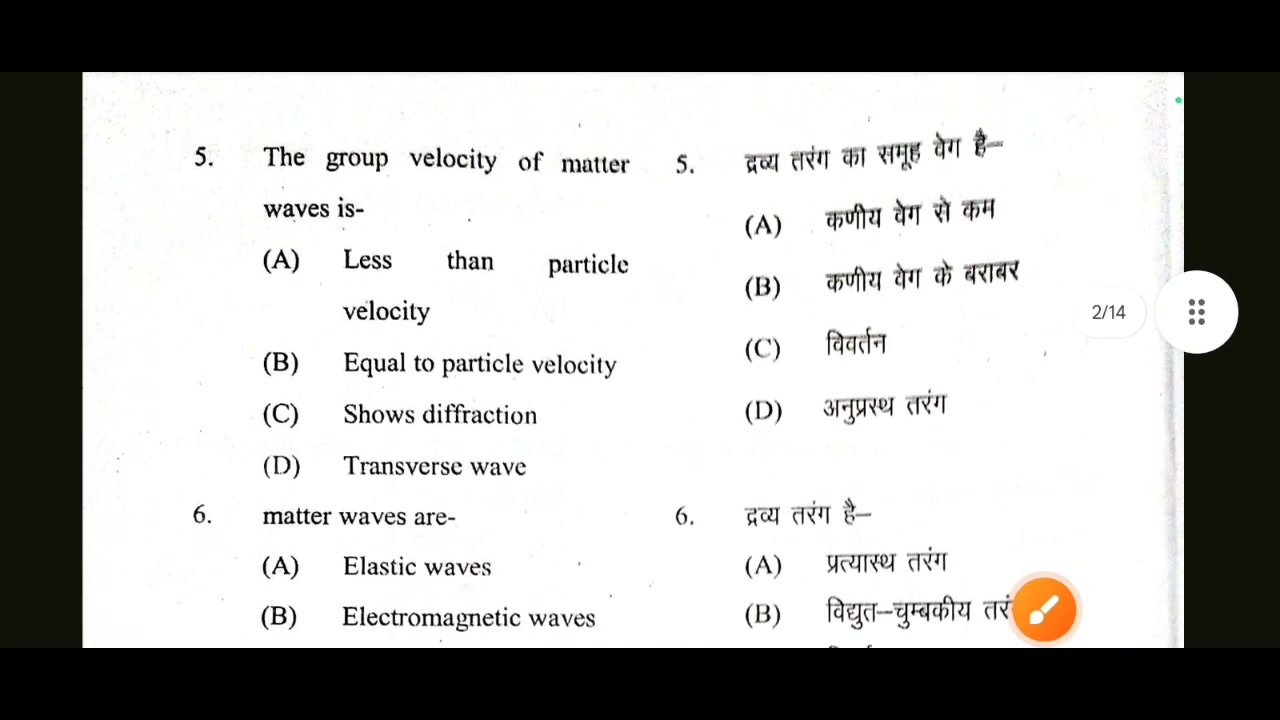 5. The group velocity of matter
waves is-
(A) Less than particle
velocity
(B) Equal to particle velocity
(C) Shows diffraction
(D) Transverse wave
6. matter waves are-
(A) Elastic waves
(B) Electromagnetic waves
5. द्रव्य तरंग का समूह वेग है–
(A) कणीय वेग से कम
(B) कणीय वेग के बराबर
(C) विवर्तन
(D) अनुप्रस्थ तरंग
6. द्रव्य तरंग है–
(A) प्रत्यास्थ तरंग
(B) विद्युत–चुम्बकीय
2/14